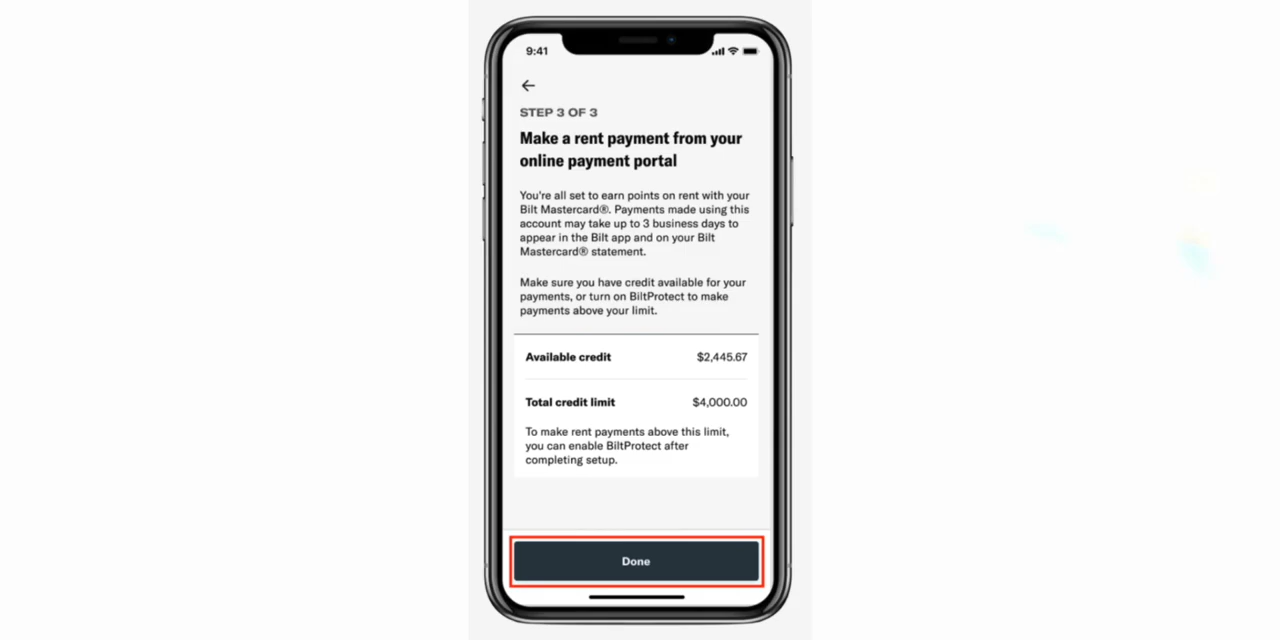 9:41
STEP 3 OF 3
Make a rent payment from your
online payment portal
You're all set to earn points on rent with your
Bilt Mastercard®. Payments made using this
account may take up to 3 business days to
appear in the Bilt app and on your Bilt
Mastercard® statement.
Make sure you have credit available for your
payments, or turn on BiltProtect to make
payments above your limit.
Available credit $2,445.67
Total credit limit $4,000.00
To make rent payments above this limit,
you can enable BiltProtect after
completing setup.
Done